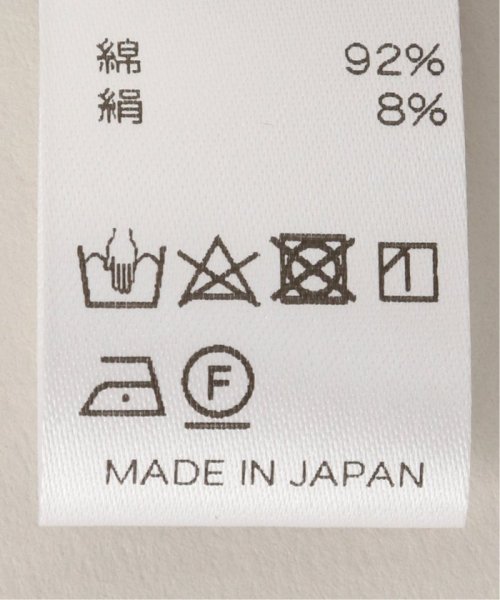 綿 92%
絹 8%
F
MADE IN JAPAN